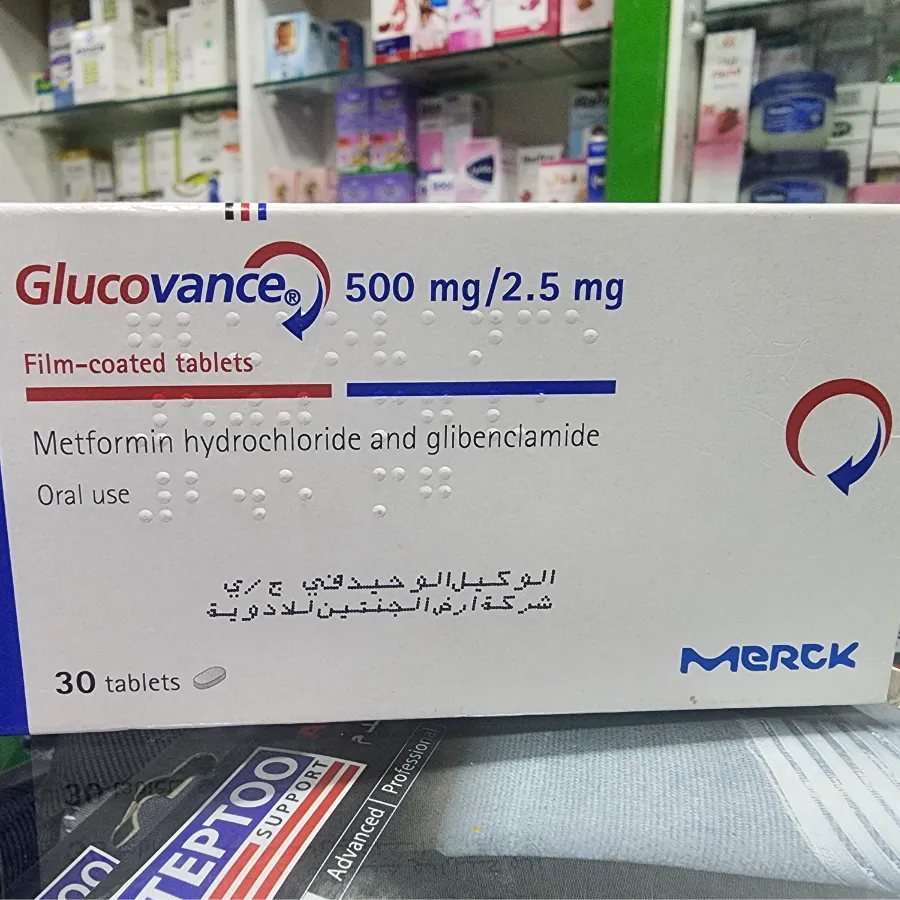 Glucovance® 500 mg/2.5 mg
Film-coated tablets
Metformin hydrochloride and glibenclamide
Oral use
الوكيل الوحيد في ج/ي
شركة ارض الجنتين للادوية
30 tablets
MERCK
TEPTOO
SUPPORT
Advanced | Professional